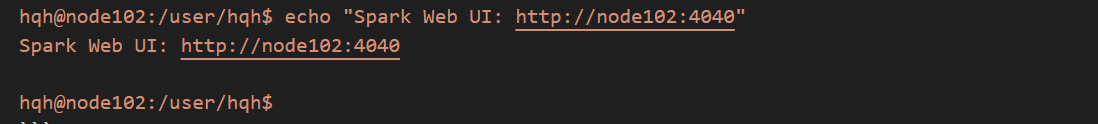 hqh@node102:/user/hqh$ echo "Spark Web UI: http://node102:4040"
Spark Web UI: http://node102:4040
hqh@node102:/user/hqh$
```